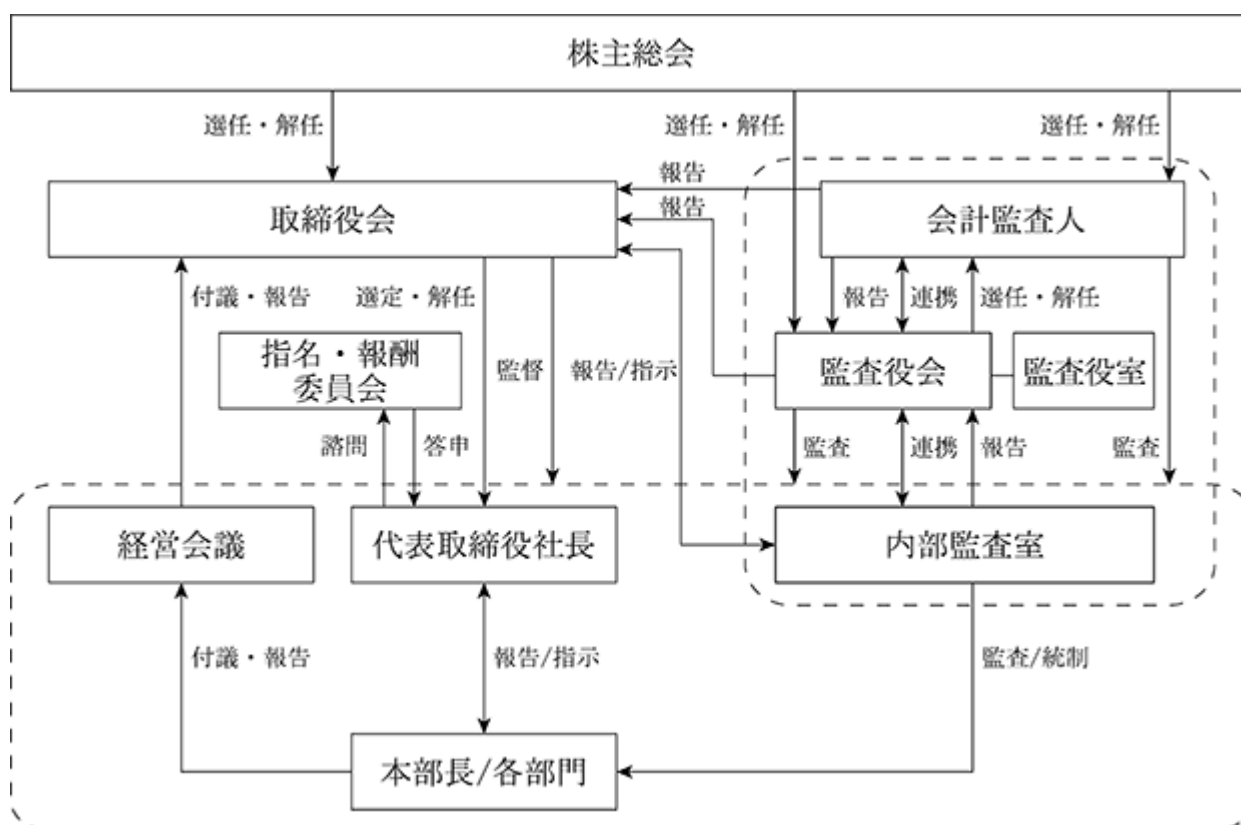 株主総会
選任・解任
選任・解任
選任・解任
報告
取締役会
報告
会計監査人
付議・報告
選定・解任
報告
連携
選任・解任
指名・報酬
委員会
監督
報告/指示
監査役会
監査役室
諮問
答申
監査
連携
報告
監査
経営会議
代表取締役社長
内部監査室
付議・報告
報告/指示
監査/統制
本部長/各部門